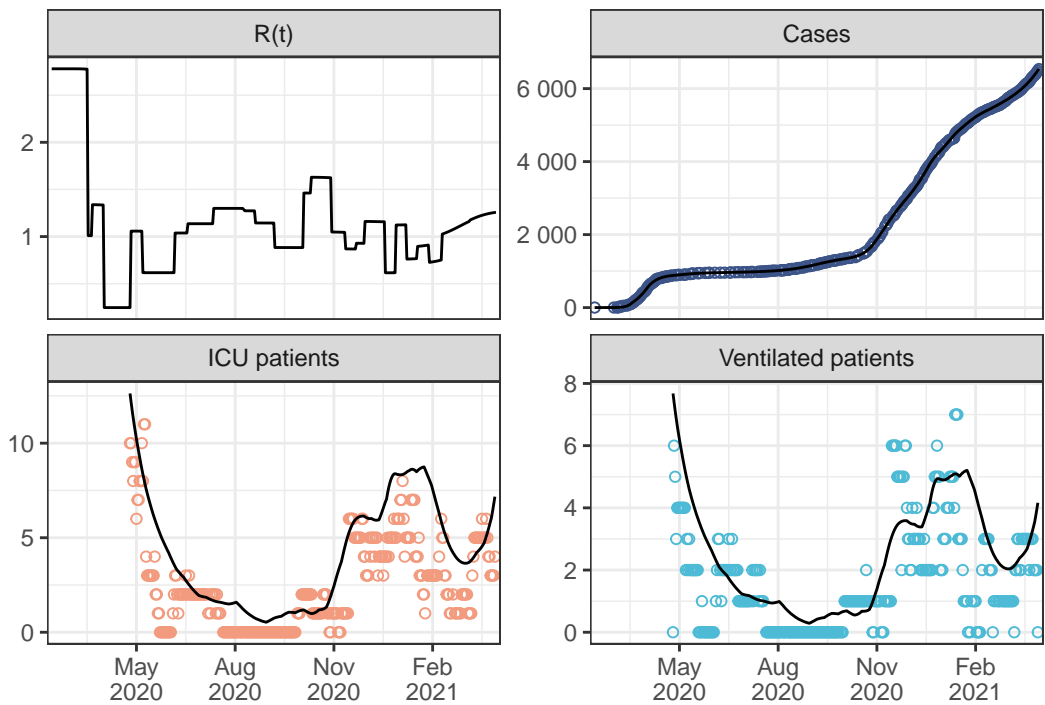 R(t)
Cases
2
1
6 000
4 000
2 000
0
ICU patients
Ventilated patients
10
5
0
8
6
4
2
0
May Aug Nov Feb
2020 2020 2020 2021
May Aug Nov Feb
2020 2020 2020 2021